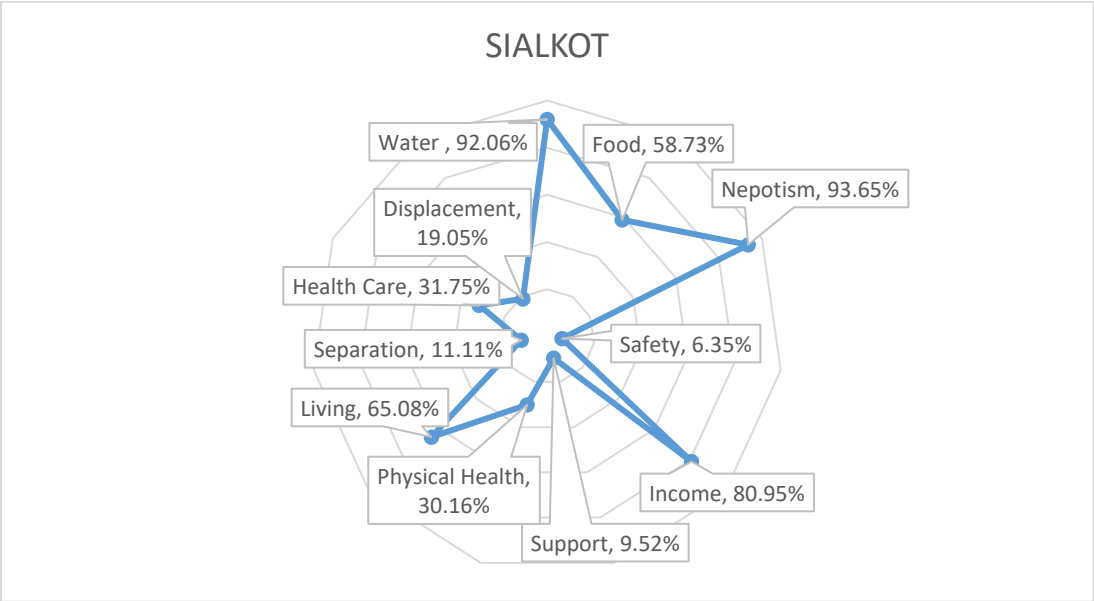 SIALKOT
Water , 92.06%
Food, 58.73%
Nepotism, 93.65%
Displacement,
19.05%
Health Care, 31.75%
Separation, 11.11%
Safety, 6.35%
Living, 65.08%
Physical Health,
30.16%
Income, 80.95%
Support, 9.52%